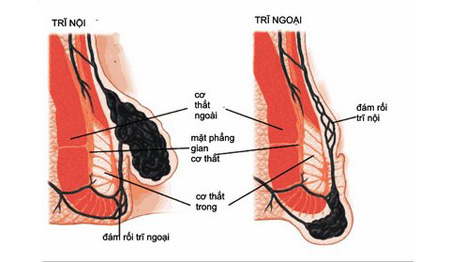 TRĨ NỘI
TRĨ NGOẠI
cơ
thắt
ngoài
đám rối
trĩ nội
mặt phẳng
gian
cơ thắt
cơ thắt
trong
đám rối trĩ ngoại